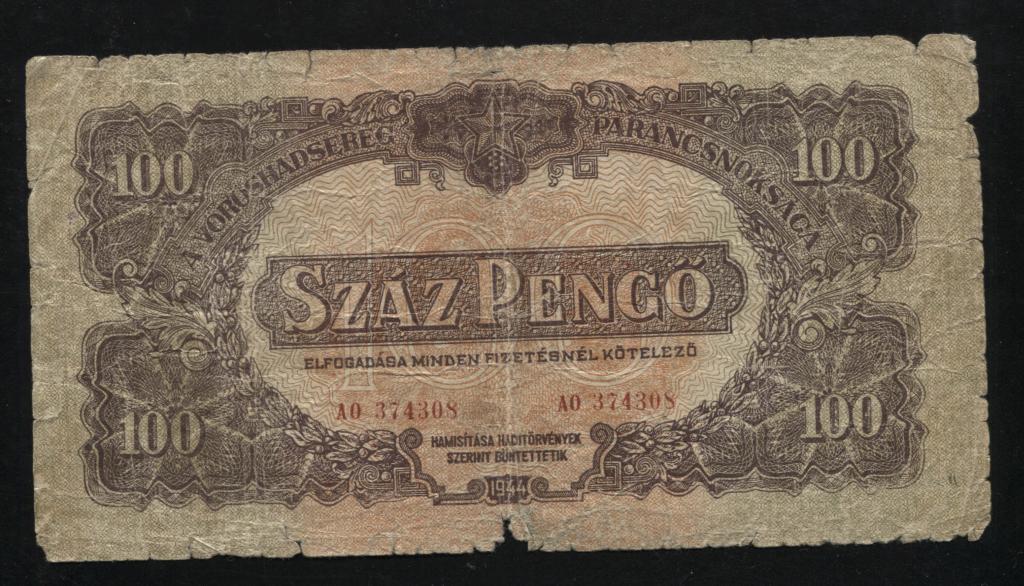 A VÖRÖSHADSEREG PARANCSNOKSÁGA
100 100
100
SZÁZ PENGŐ
ELFOGADÁSA MINDEN FIZETÉSNÉL KÖTELEZŐ
AO 374308 AO 374308
100 100
HAMISÍTÁSA HADITÖRVÉNYEK
SZERINT BÜNTETTETIK
1944